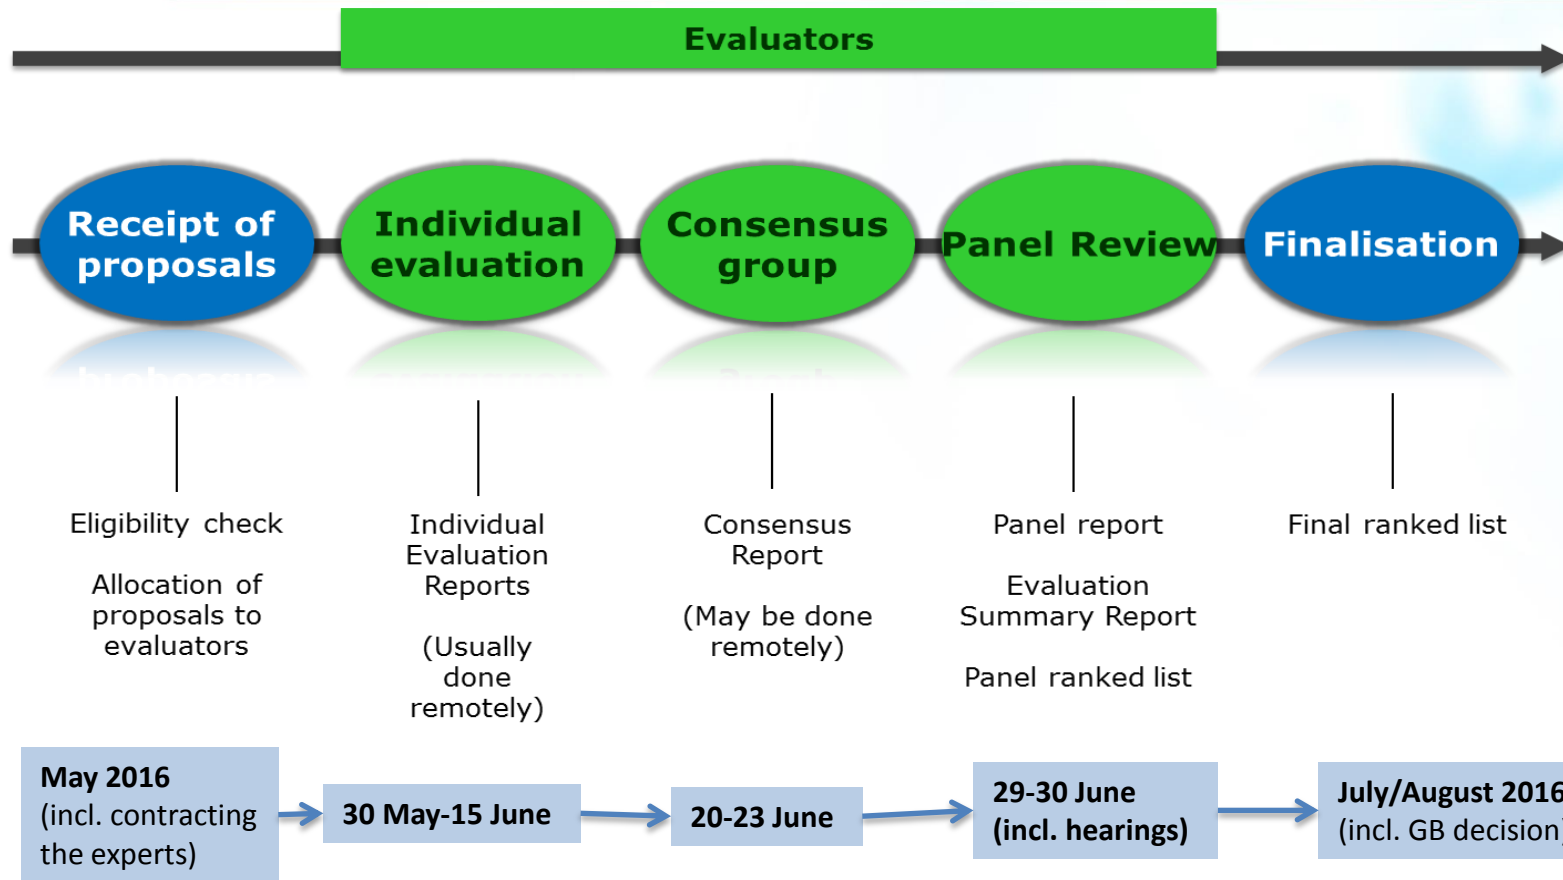 Evaluators
Receipt of
proposals
Individual
evaluation
Consensus
group
Panel Review
Finalisation
Eligibility check
Allocation of
proposals to
evaluators
Individual
Evaluation
Reports
(Usually
done
remotely)
Consensus
Report
(May be done
remotely)
Panel report
Evaluation
Summary Report
Panel ranked list
Final ranked list
May 2016
(incl. contracting
the experts)
30 May-15 June
20-23 June
29-30 June
(incl. hearings)
July/August 2016
(incl. GB decision)